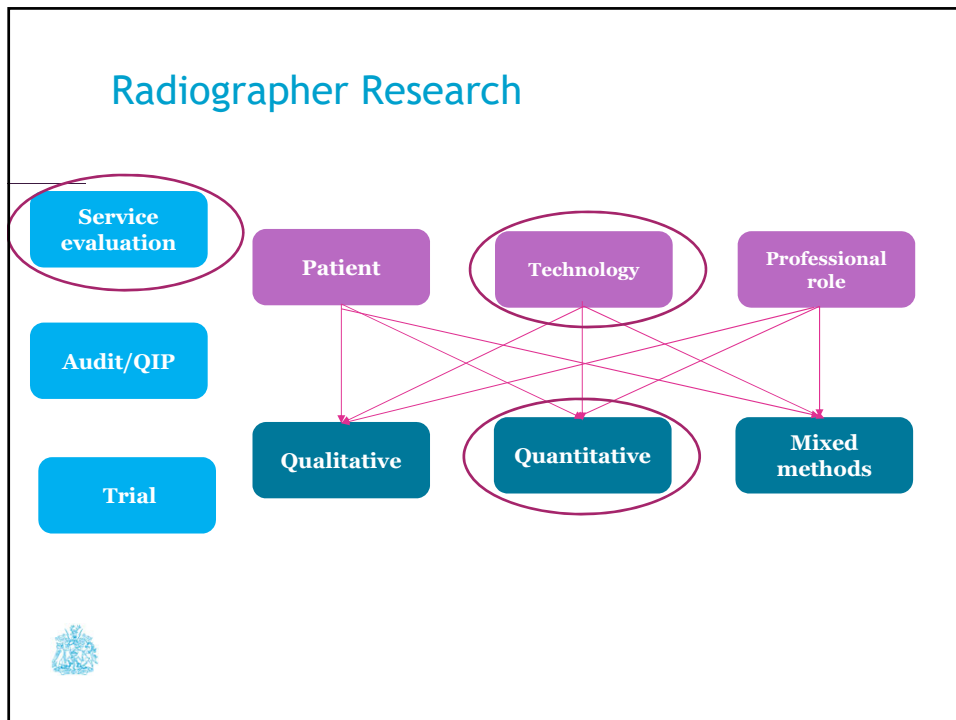 Radiographer Research
Service
evaluation
Patient
Technology
Professional
role
Audit/QIP
Qualitative
Quantitative
Mixed
methods
Trial